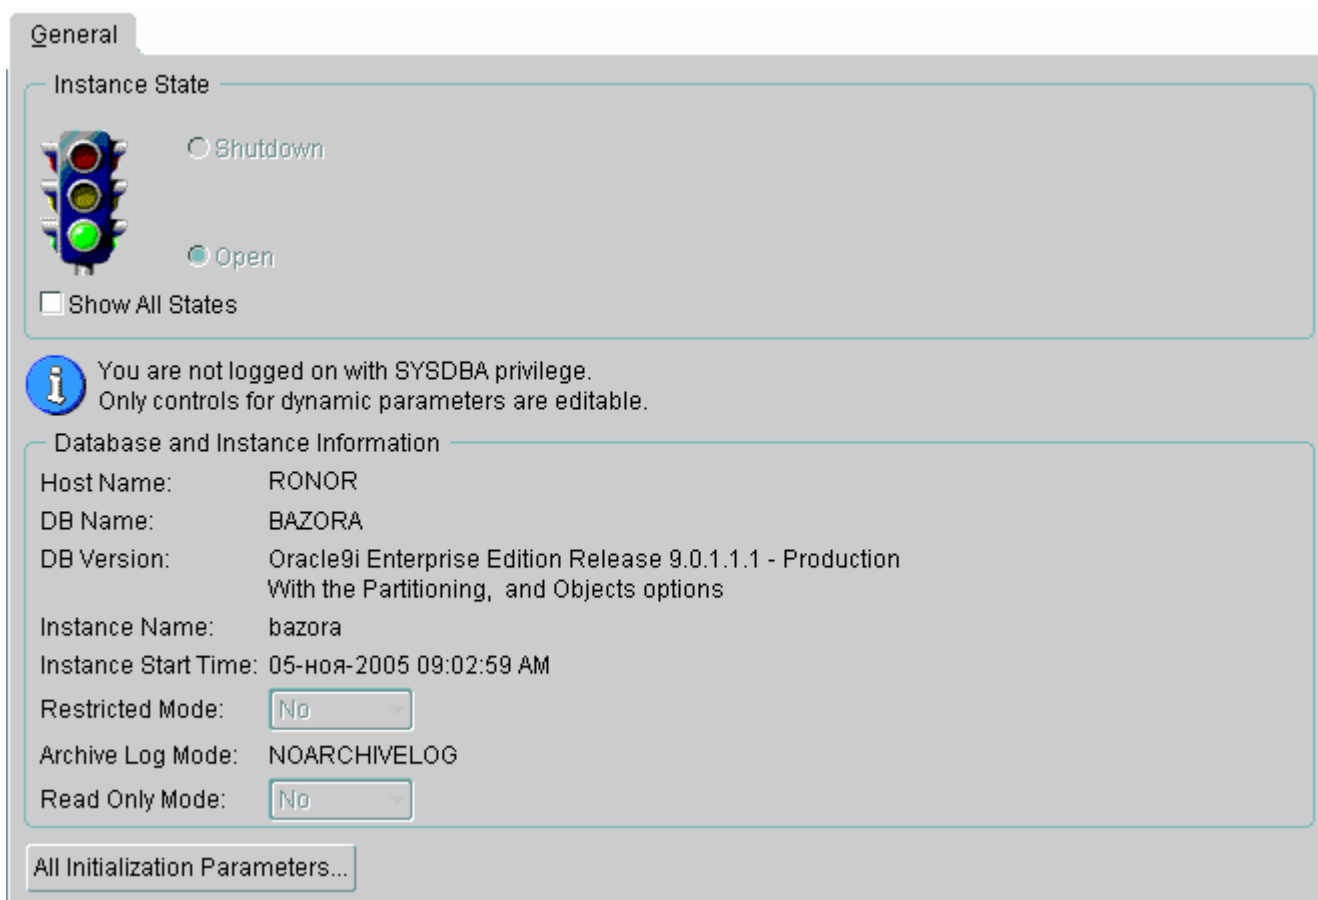 General
Instance State
Shutdown
Open
Show All States
You are not logged on with SYSDBA privilege.
Only controls for dynamic parameters are editable.
Database and Instance Information
Host Name: RONOR
DB Name: BAZORA
DB Version: Oracle9i Enterprise Edition Release 9.0.1.1.1 - Production
With the Partitioning, and Objects options
Instance Name: bazora
Instance Start Time: 05-ноя-2005 09:02:59 AM
Restricted Mode: No
Archive Log Mode: NOARCHIVELOG
Read Only Mode: No
All Initialization Parameters...